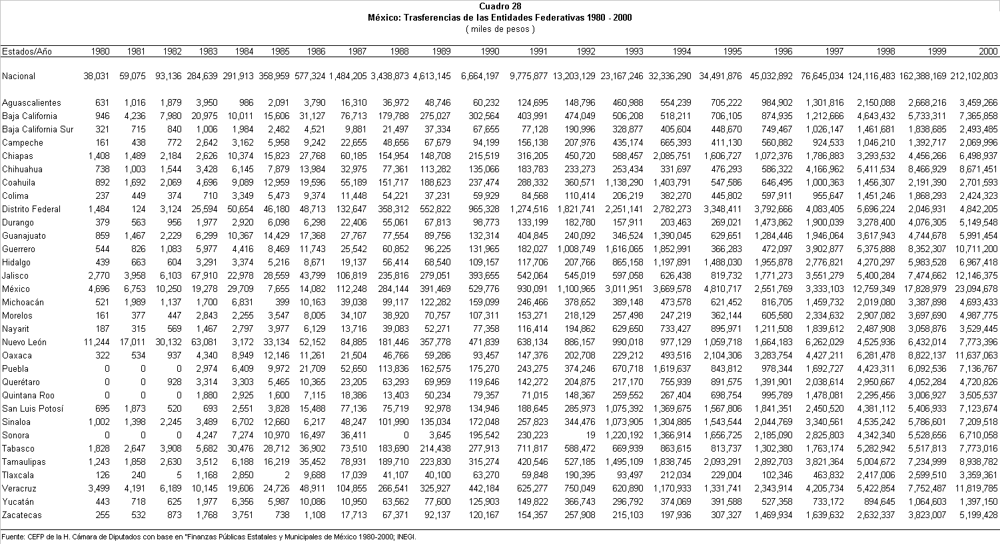 Cuadro 28
México: Trasferencias de las Entidades Federativas 1980 - 2000
( miles de pesos )
Estados/Año 1980 1981 1982 1983 1984 1985 1986 1987 1988 1989 1990 1991 1992 1993 1994 1995 1996 1997 1998 1999 2000
Nacional 38,031 59,075 93,136 284,639 291,913 358,959 577,324 1,484,205 3,438,873 4,613,145 6,664,197 9,775,877 13,203,129 23,167,246 32,336,290 34,491,876 45,032,892 76,645,034 124,116,483 162,388,169 212,102,803
Aguascalientes 631 1,016 1,879 3,950 986 2,091 3,790 16,310 36,972 48,746 60,232 124,695 148,796 460,988 554,239 705,222 984,902 1,301,816 2,150,088 2,668,216 3,459,266
Baja California 946 4,236 7,980 20,975 10,011 15,606 31,127 76,713 179,788 275,027 302,564 403,991 474,049 506,208 518,211 706,105 874,935 1,212,666 4,643,432 5,733,311 7,365,858
Baja California Sur 321 715 840 1,006 1,984 2,482 4,521 9,881 21,497 37,334 67,655 77,128 190,996 328,877 405,604 448,670 749,467 1,026,147 1,461,681 1,838,685 2,493,485
Campeche 161 438 772 2,642 3,162 5,958 9,242 22,655 48,656 67,679 94,199 156,138 207,976 435,174 665,393 411,130 560,882 924,533 1,046,210 1,392,717 2,069,996
Chiapas 1,408 1,489 2,184 2,626 10,374 15,823 27,768 60,185 154,954 148,708 215,519 316,205 450,720 588,457 2,085,751 1,606,727 1,072,376 1,786,883 3,293,532 4,456,266 6,498,937
Chihuahua 738 1,003 1,544 3,428 6,145 7,879 13,984 32,975 77,361 113,282 135,066 183,783 233,273 253,434 331,697 476,293 586,322 4,166,962 5,411,534 8,466,929 8,671,451
Coahuila 892 1,692 2,069 4,696 9,089 12,959 19,596 55,189 151,717 188,623 237,474 288,332 360,571 1,138,290 1,403,791 547,586 646,495 1,000,363 1,456,307 2,191,390 2,701,593
Colima 237 449 374 710 3,349 5,473 9,374 11,448 54,221 37,231 59,929 84,568 110,414 206,219 382,270 445,802 597,911 955,647 1,451,246 1,868,293 2,424,323
Distrito Federal 1,484 124 3,124 25,594 50,654 46,180 48,713 132,647 358,312 552,822 965,328 1,274,516 1,821,741 2,251,141 2,782,273 3,348,411 3,792,666 4,083,405 5,696,224 2,046,931 4,842,205
Durango 379 563 956 1,977 2,920 6,098 6,298 22,406 55,061 67,813 98,773 133,199 182,780 157,911 203,463 269,021 1,473,862 1,900,039 3,278,400 4,076,305 5,149,548
Guanajuato 859 1,467 2,229 6,299 10,367 14,429 17,368 27,767 77,554 89,756 132,314 404,845 240,092 346,524 1,390,045 629,651 1,284,446 1,946,064 3,617,943 4,744,678 5,991,454
Guerrero 544 826 1,083 5,977 4,416 8,469 11,743 25,542 60,852 96,225 131,965 182,027 1,008,749 1,616,065 1,852,991 366,283 472,097 3,902,877 5,375,888 8,352,307 10,711,200
Hidalgo 439 663 604 3,291 3,374 5,216 8,671 19,137 56,414 68,540 109,157 117,706 207,766 865,158 1,197,891 1,488,030 1,955,878 2,776,821 4,270,297 5,983,528 6,967,418
Jalisco 2,770 3,958 6,103 67,910 22,978 28,559 43,799 106,819 235,816 279,051 393,655 542,064 545,019 597,058 626,438 819,732 1,771,273 3,551,279 5,400,284 7,474,662 12,146,375
México 4,696 6,753 10,250 19,278 29,709 7,655 14,082 112,248 284,144 391,469 529,776 930,091 1,100,965 3,011,951 3,669,578 4,810,717 2,551,769 3,333,103 12,759,349 17,828,979 23,094,678
Michoacán 521 1,989 1,137 1,700 6,831 399 10,163 39,038 99,117 122,282 159,099 246,466 378,652 389,148 473,578 621,452 816,705 1,459,732 2,019,080 3,387,898 4,693,433
Morelos 161 377 447 2,843 2,255 3,547 8,005 34,107 38,920 70,757 107,311 153,271 218,129 257,498 247,219 362,144 605,580 2,334,632 2,907,082 3,697,690 4,987,775
Nayarit 187 315 569 1,467 2,797 3,977 6,129 13,716 39,083 52,271 77,358 116,414 194,862 629,650 733,427 895,971 1,211,508 1,839,612 2,487,908 3,058,876 3,529,445
Nuevo León 11,244 17,011 30,132 63,081 3,172 33,134 52,152 84,885 181,446 357,778 471,839 638,134 886,157 990,018 977,129 1,059,718 1,664,183 6,262,029 4,525,936 6,432,014 7,773,396
Oaxaca 322 534 937 4,340 8,949 12,146 11,261 21,504 46,766 59,286 93,457 147,376 202,708 229,212 493,516 2,104,306 3,283,754 4,427,211 6,281,478 8,822,137 11,637,063
Puebla 0 0 0 2,974 6,409 9,972 21,709 52,650 113,836 162,575 175,270 243,275 374,246 670,718 1,619,637 843,812 978,344 1,692,727 4,423,311 6,092,536 7,136,767
Querétaro 0 0 928 3,314 3,303 5,465 10,365 23,205 63,293 69,959 119,646 142,272 204,875 217,170 755,939 891,575 1,391,901 2,038,614 2,950,667 4,052,284 4,720,826
Quintana Roo 0 0 0 1,880 2,925 1,600 7,115 18,386 13,403 50,234 79,357 71,015 148,367 259,552 267,404 698,754 995,789 1,478,081 2,295,456 3,006,927 3,505,537
San Luis Potosí 695 1,873 520 693 2,551 3,828 15,488 77,136 75,719 92,978 134,946 188,645 285,973 1,075,392 1,369,675 1,567,806 1,841,351 2,450,520 4,381,112 5,406,933 7,123,674
Sinaloa 1,002 1,398 2,245 3,489 6,702 12,660 6,217 48,247 101,990 135,034 172,048 257,823 344,476 1,073,905 1,304,885 1,543,544 2,044,769 3,340,561 4,535,242 5,786,601 7,209,518
Sonora 0 0 0 4,247 7,274 10,970 16,497 36,411 0 3,645 195,542 230,223 19 1,220,192 1,366,914 1,656,725 2,185,090 2,825,803 4,342,340 5,528,656 6,710,058
Tabasco 1,828 2,647 3,908 5,682 30,476 28,712 36,902 73,510 183,690 214,438 277,913 711,817 588,472 669,939 863,615 813,737 1,302,380 1,763,174 5,282,942 5,517,813 7,773,016
Tamaulipas 1,243 1,858 2,630 3,512 6,188 16,219 35,452 78,931 189,710 223,830 315,274 420,546 527,185 1,495,109 1,838,745 2,093,291 2,892,703 3,821,364 5,004,672 7,234,999 8,938,782
Tlaxcala 126 240 5 1,168 2,850 2 9,688 17,039 41,107 40,100 63,270 59,848 190,395 93,497 212,034 229,004 102,346 463,832 2,417,006 2,599,510 3,359,361
Veracruz 3,499 4,191 6,189 10,145 19,606 24,726 48,911 104,855 266,541 325,927 442,184 625,277 750,049 620,890 1,170,933 1,331,741 2,343,914 4,205,734 5,422,854 7,752,487 11,819,785
Yucatán 443 718 625 1,977 6,356 5,987 10,086 10,950 63,562 77,600 125,903 149,822 366,743 296,792 374,069 391,588 527,358 733,172 894,645 1,064,603 1,397,150
Zacatecas 255 532 873 1,768 3,751 738 1,108 17,713 67,371 92,137 120,167 154,357 257,908 215,103 197,936 307,327 1,469,934 1,639,632 2,632,337 3,823,007 5,199,428
Fuente: CEFP de la H. Cámara de Diputados con base en "Finanzas Públicas Estatales y Municipales de México 1980-2000; INEGI.